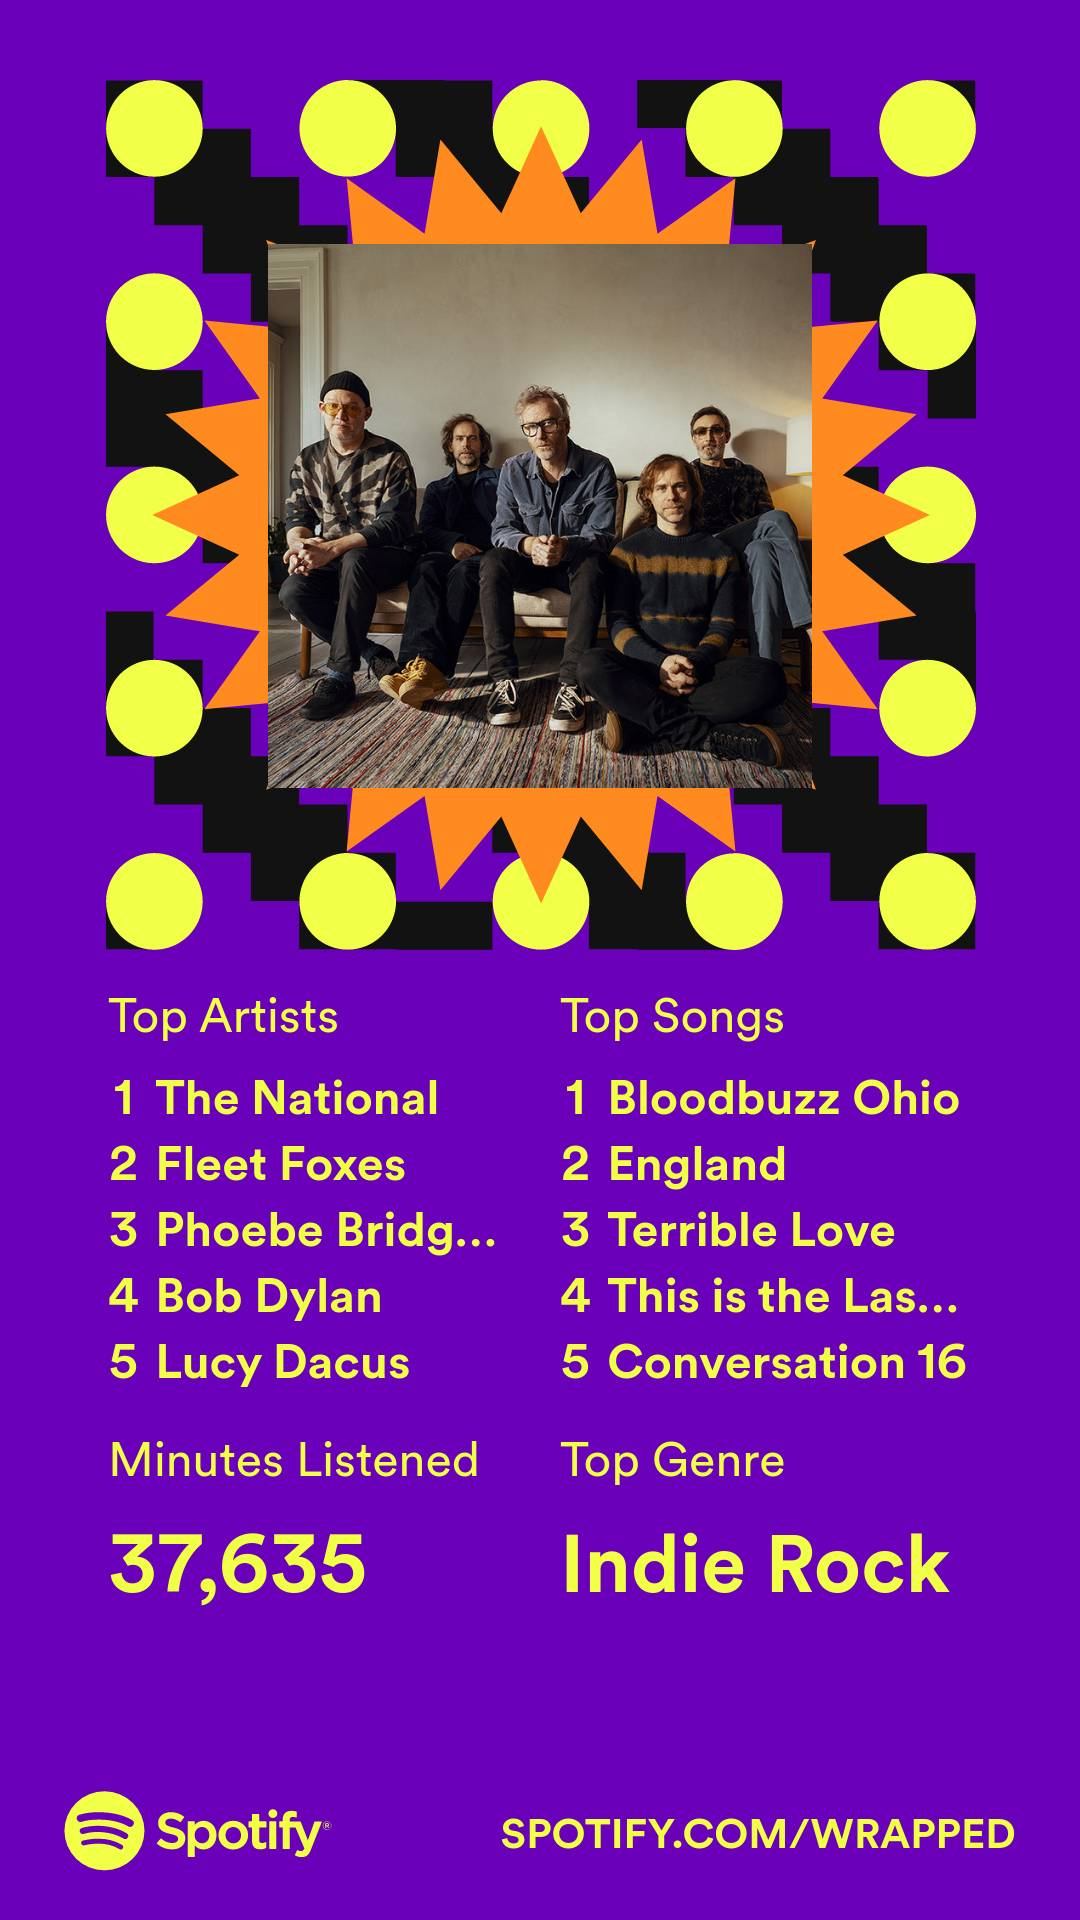 Top Artists
1 The National
2 Fleet Foxes
3 Phoebe Bridg...
4 Bob Dylan
5 Lucy Dacus
Top Songs
1 Bloodbuzz Ohio
2 England
3 Terrible Love
4 This is the Las...
5 Conversation 16
Minutes Listened
37,635
Top Genre
Indie Rock
Spotify®
SPOTIFY.COM/WRAPPED